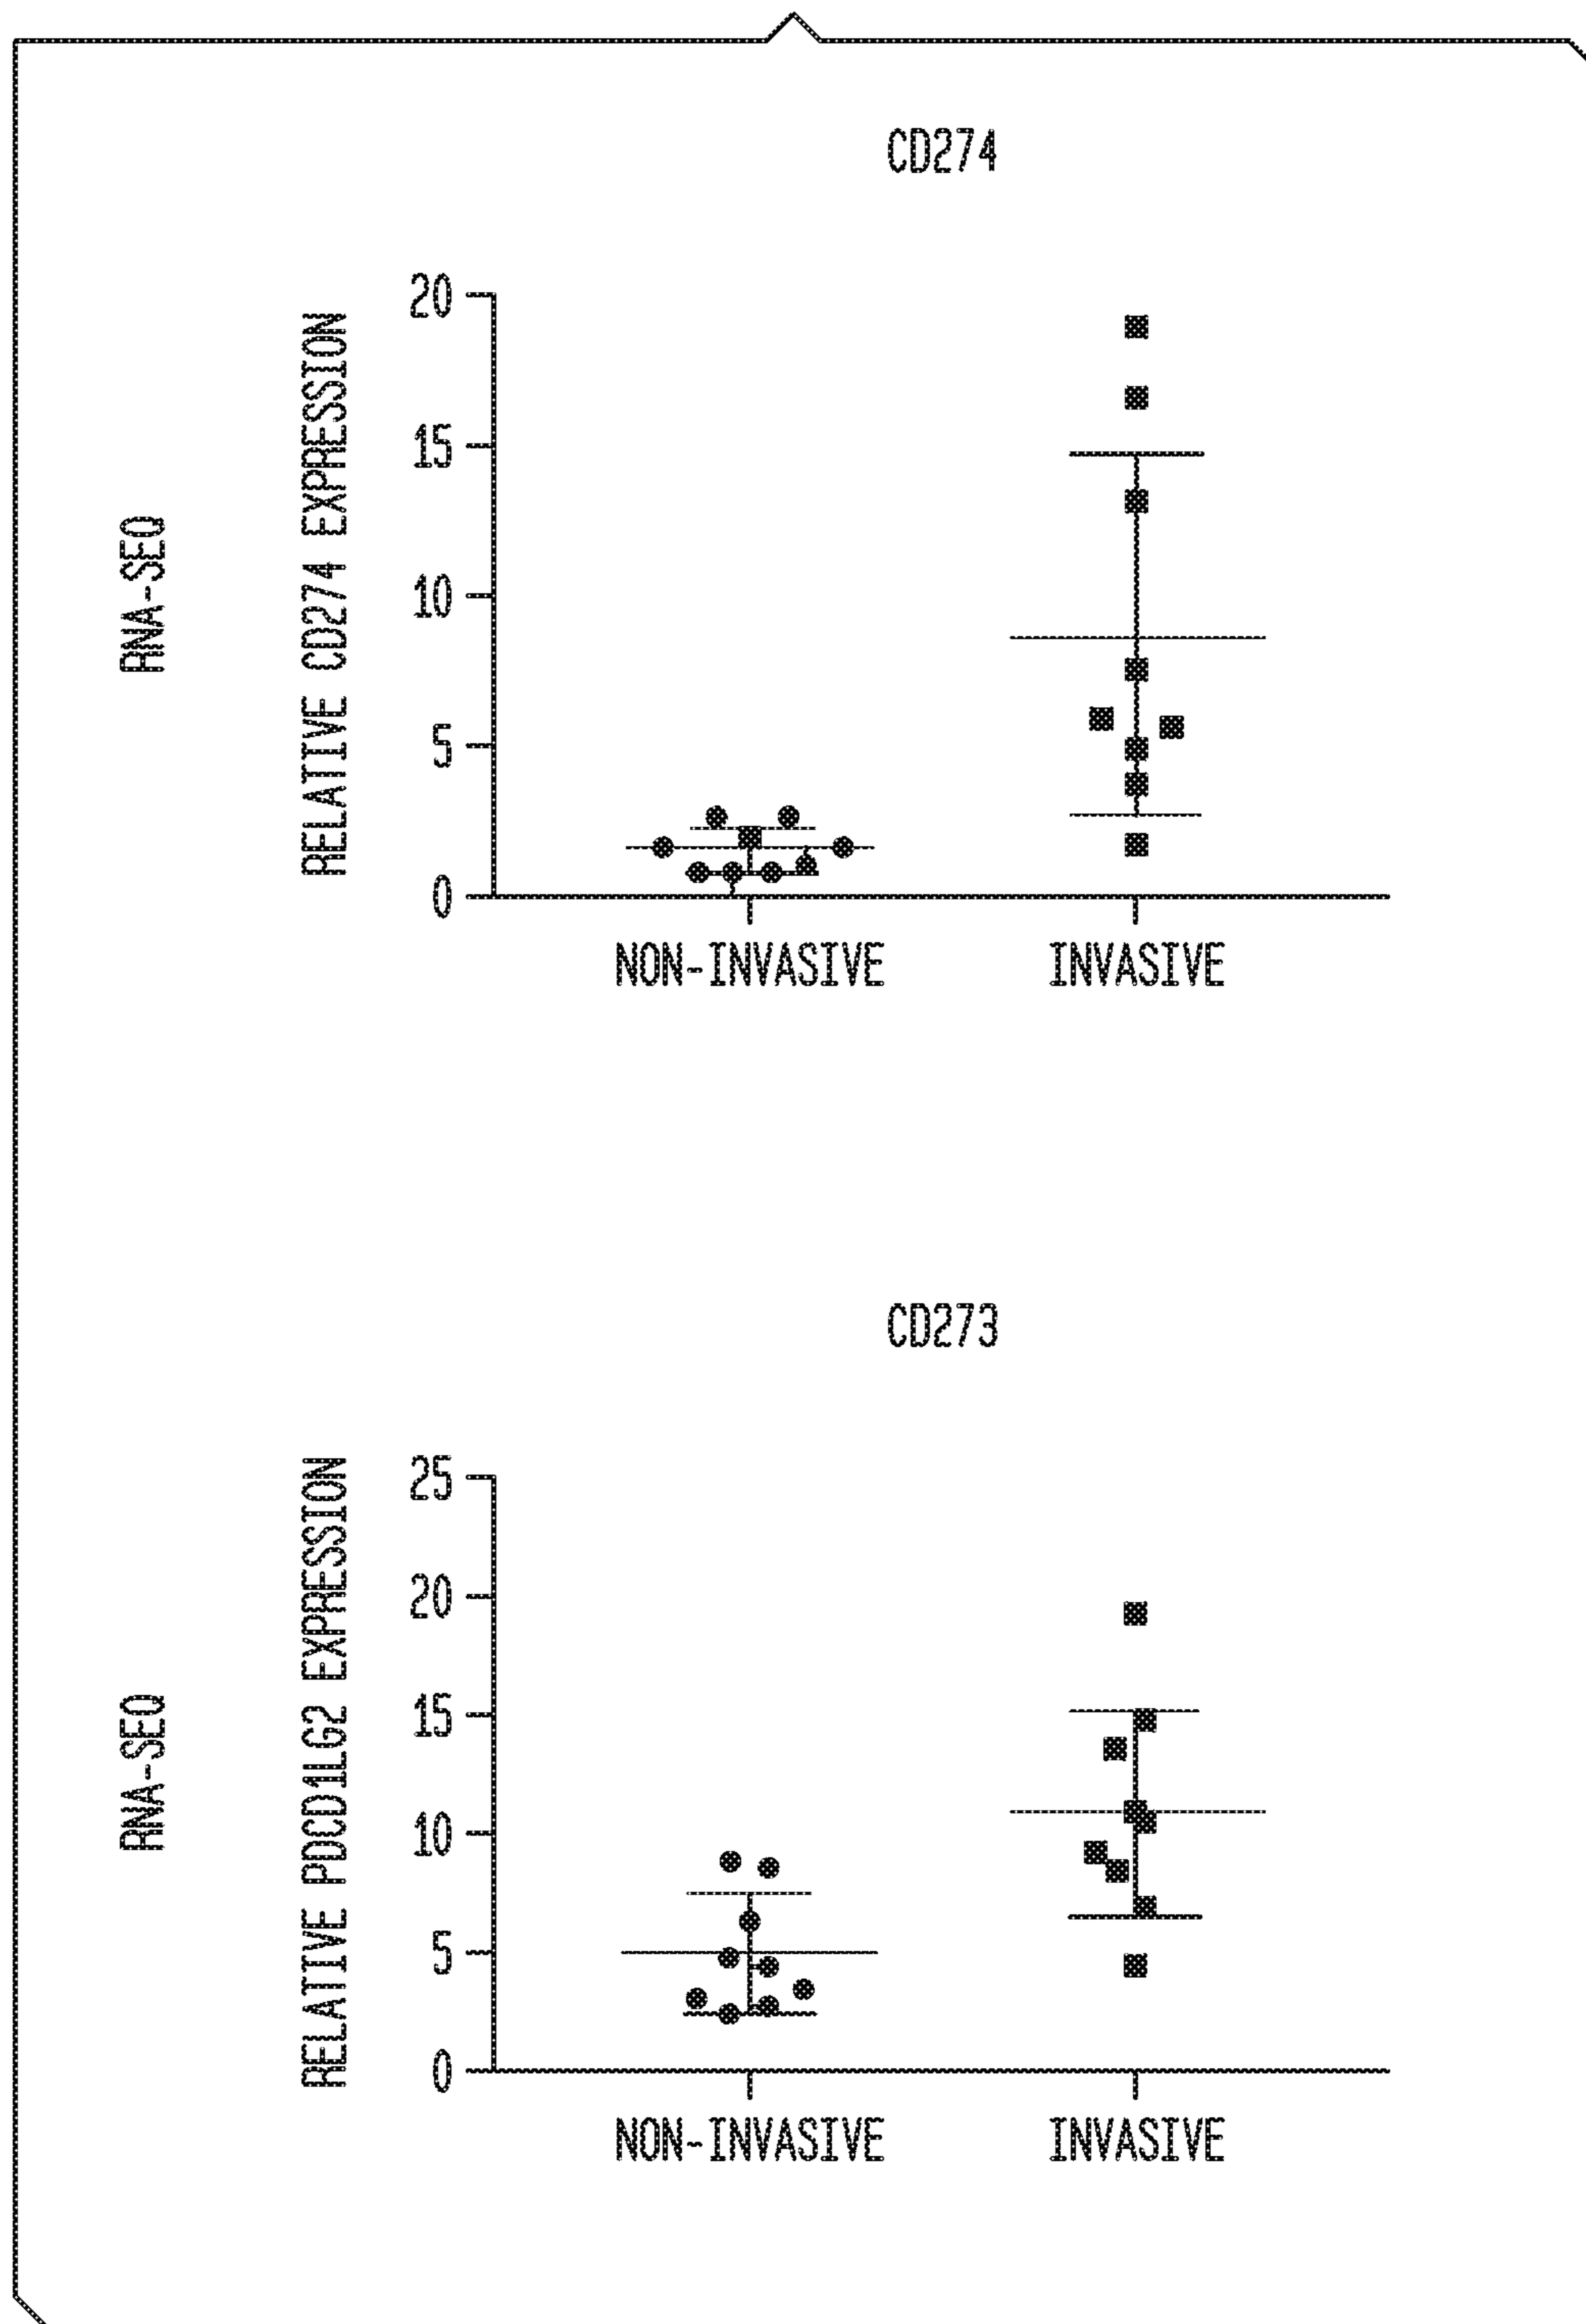 CD274
RNA-SEQ
RELATIVE CD274 EXPRESSION
20
15
10
5
0
NON-INVASIVE
INVASIVE
CD273
RNA-SEQ
RELATIVE PDCD1LG2 EXPRESSION
25
20
15
10
5
0
NON-INVASIVE
INVASIVE